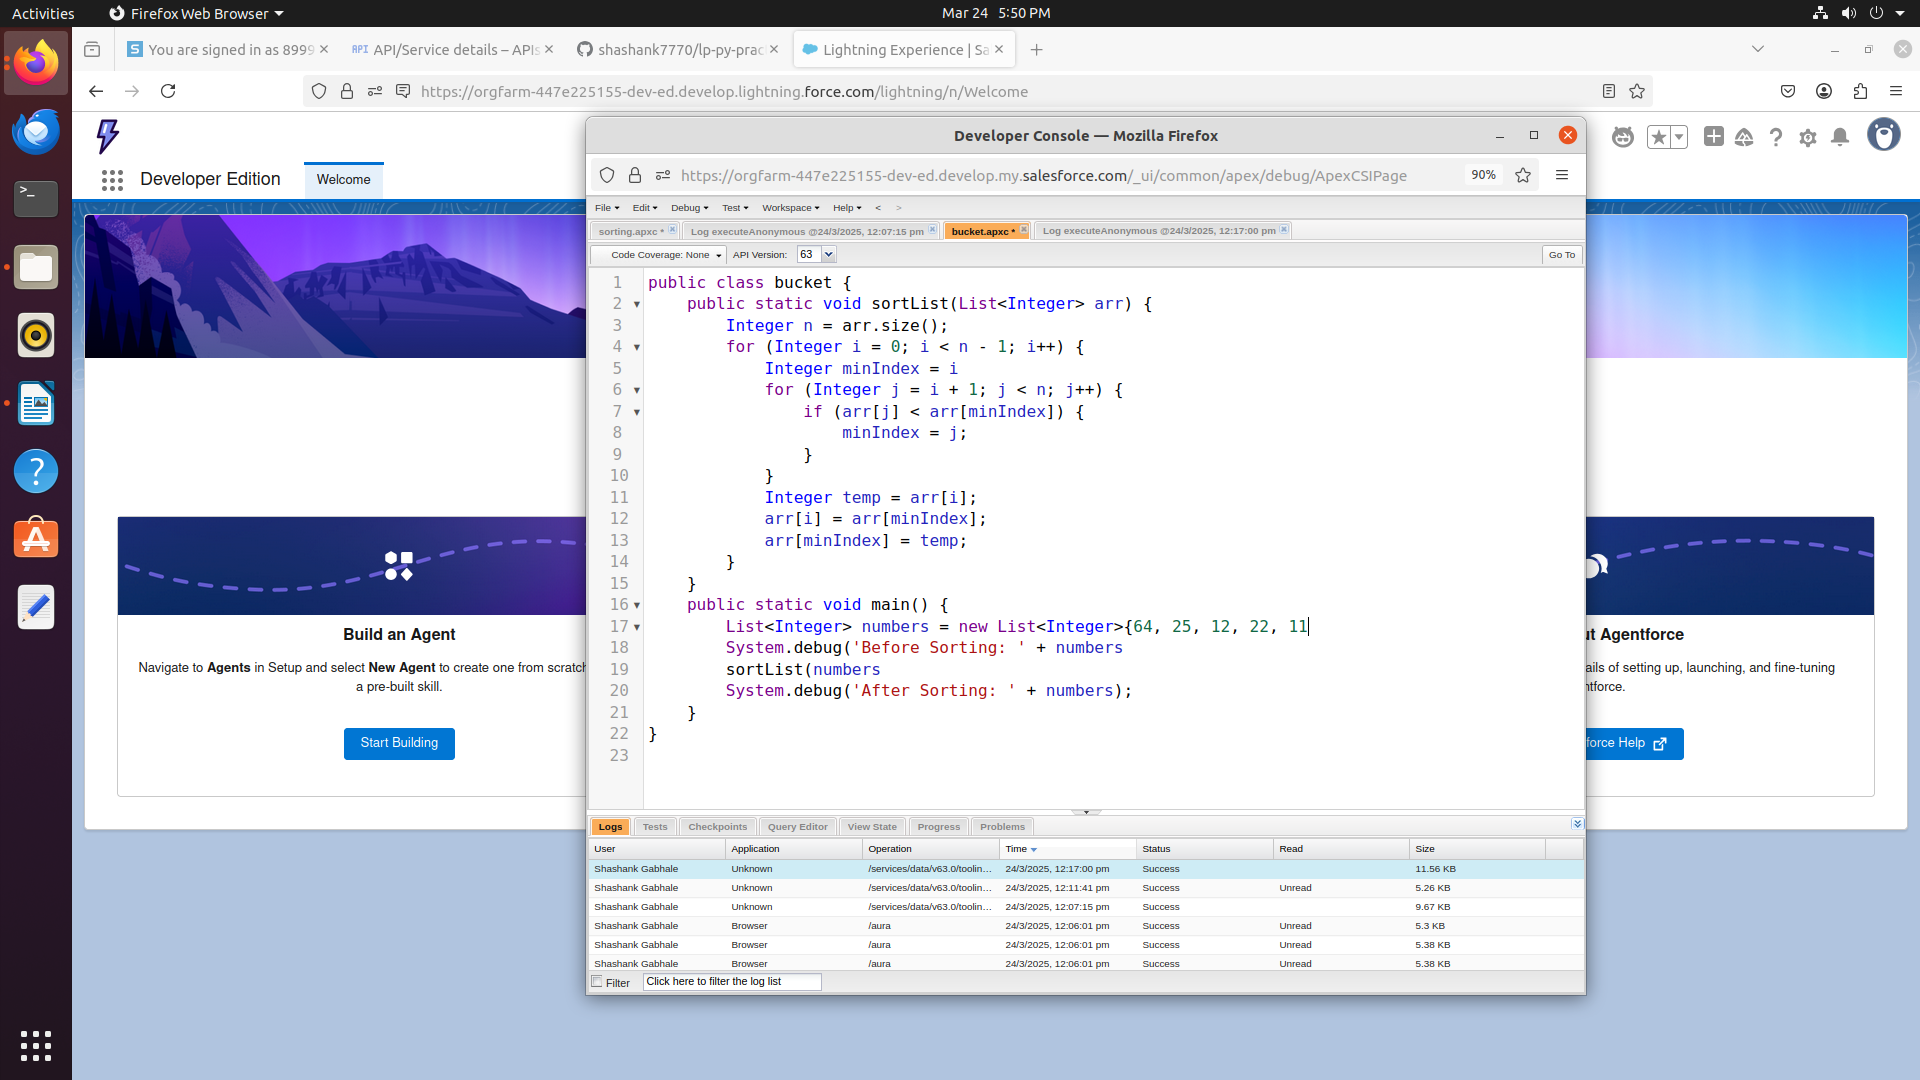 Activities
Firefox Web Browser
Mar 24 5:50 PM
You are signed in as 8999
API API/Service details – APIs
shashank7770/lp-py-prac
Lightning Experience | Sa
https://orgfarm-447e225155-dev-ed.develop.lightning.force.com/lightning/n/Welcome
Developer Edition
Welcome
Developer Console — Mozilla Firefox
https://orgfarm-447e225155-dev-ed.develop.my.salesforce.com/_ui/common/apex/debug/ApexCSIPage
90%
File Edit Debug Test Workspace Help < >
sorting.apxc *
Log executeAnonymous @24/3/2025, 12:07:15 pm
bucket.apxc *
Log executeAnonymous @24/3/2025, 12:17:00 pm
Code Coverage: None API Version: 63 Go To
1 public class bucket {
2 public static void sortList(List<Integer> arr) {
3 Integer n = arr.size();
4 for (Integer i = 0; i < n - 1; i++) {
5 Integer minIndex = i
6 for (Integer j = i + 1; j < n; j++) {
7 if (arr[j] < arr[minIndex]) {
8 minIndex = j;
9 }
10 }
11 Integer temp = arr[i];
12 arr[i] = arr[minIndex];
13 arr[minIndex] = temp;
14 }
15 }
16 public static void main() {
17 List<Integer> numbers = new List<Integer>{64, 25, 12, 22, 11
18 System.debug('Before Sorting: ' + numbers
19 sortList(numbers
20 System.debug('After Sorting: ' + numbers);
21 }
22 }
23
Logs Tests Checkpoints Query Editor View State Progress Problems
User Application Operation Time Status Read Size
Shashank Gabhale Unknown /services/data/v63.0/toolin... 24/3/2025, 12:17:00 pm Success 11.56 KB
Shashank Gabhale Unknown /services/data/v63.0/toolin... 24/3/2025, 12:11:41 pm Success Unread 5.26 KB
Shashank Gabhale Unknown /services/data/v63.0/toolin... 24/3/2025, 12:07:15 pm Success 9.67 KB
Shashank Gabhale Browser /aura 24/3/2025, 12:06:01 pm Success Unread 5.3 KB
Shashank Gabhale Browser /aura 24/3/2025, 12:06:01 pm Success Unread 5.38 KB
Shashank Gabhale Browser /aura 24/3/2025, 12:06:01 pm Success Unread 5.38 KB
Filter Click here to filter the log list
Build an Agent
Navigate to Agents in Setup and select New Agent to create one from scratch
a pre-built skill.
Start Building
ut Agentforce
ails of setting up, launching, and fine-tuning
ntforce.
force Help